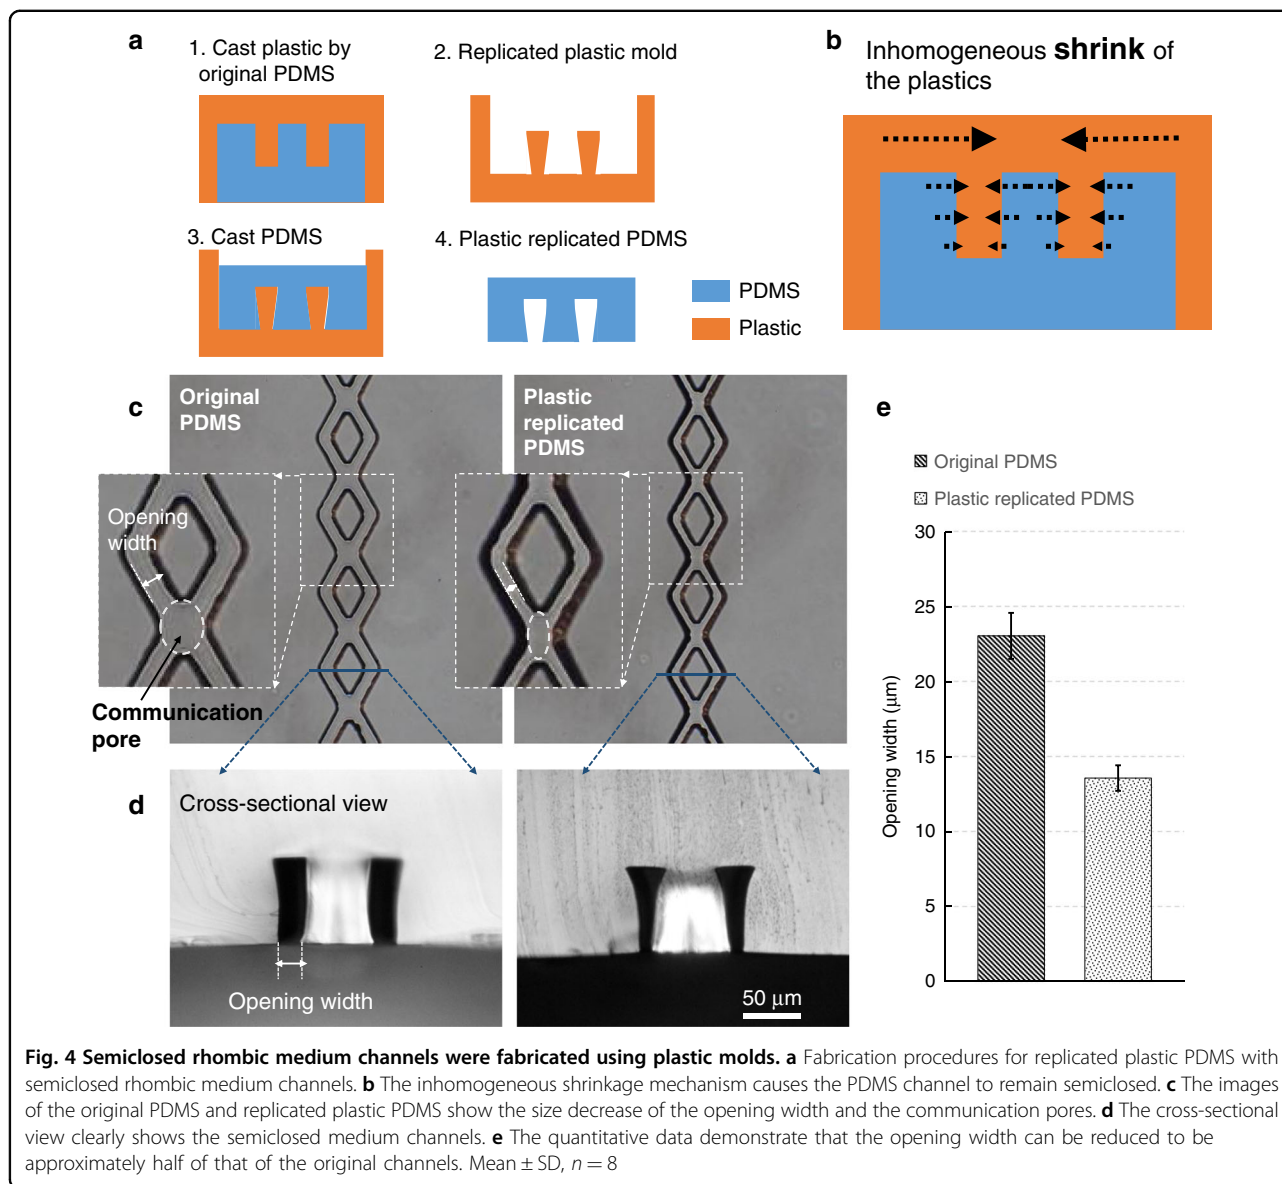 a
1. Cast plastic by
original PDMS
2. Replicated plastic mold
3. Cast PDMS
4. Plastic replicated PDMS
PDMS
Plastic
b
Inhomogeneous shrink of
the plastics
c
Original
PDMS
Opening
width
Communication
pore
Plastic
replicated
PDMS
d
Cross-sectional view
Opening width
50 μm
e
Original PDMS
Plastic replicated PDMS
Opening width (μm)
30
25
20
15
10
5
0
Fig. 4 Semiclosed rhombic medium channels were fabricated using plastic molds. a Fabrication procedures for replicated plastic PDMS with
semiclosed rhombic medium channels. b The inhomogeneous shrinkage mechanism causes the PDMS channel to remain semiclosed. c The images
of the original PDMS and replicated plastic PDMS show the size decrease of the opening width and the communication pores. d The cross-sectional
view clearly shows the semiclosed medium channels. e The quantitative data demonstrate that the opening width can be reduced to be
approximately half of that of the original channels. Mean ± SD, n = 8